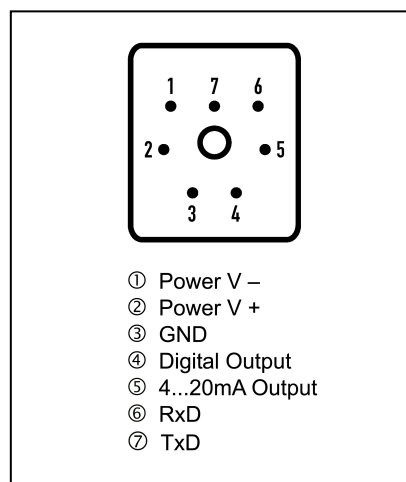 1 7 6
2 5
3 4
① Power V –
② Power V +
③ GND
④ Digital Output
⑤ 4...20mA Output
⑥ RxD
⑦ TxD